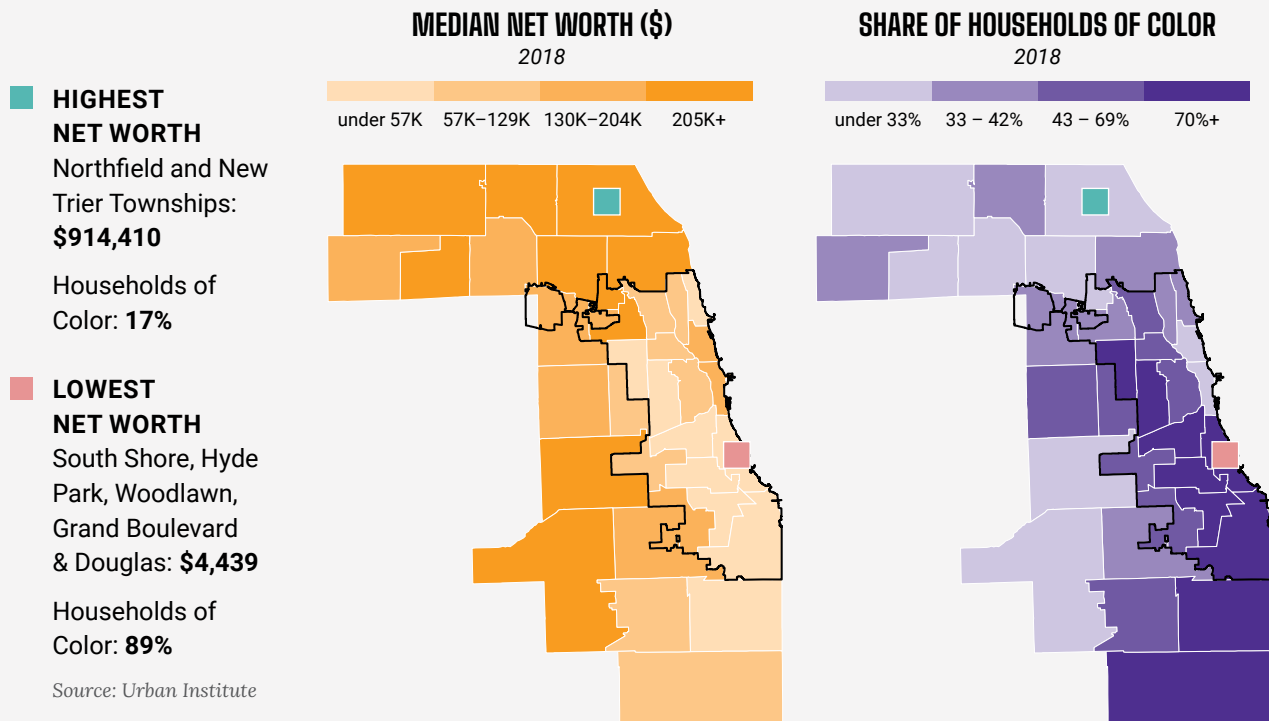 HIGHEST
NET WORTH
Northfield and New
Trier Townships:
$914,410
Households of
Color: 17%
LOWEST
NET WORTH
South Shore, Hyde
Park, Woodlawn,
Grand Boulevard
& Douglas: $4,439
Households of
Color: 89%
Source: Urban Institute
MEDIAN NET WORTH ($)
2018
under 57K 57K–129K 130K–204K 205K+
SHARE OF HOUSEHOLDS OF COLOR
2018
under 33% 33 – 42% 43 – 69% 70%+